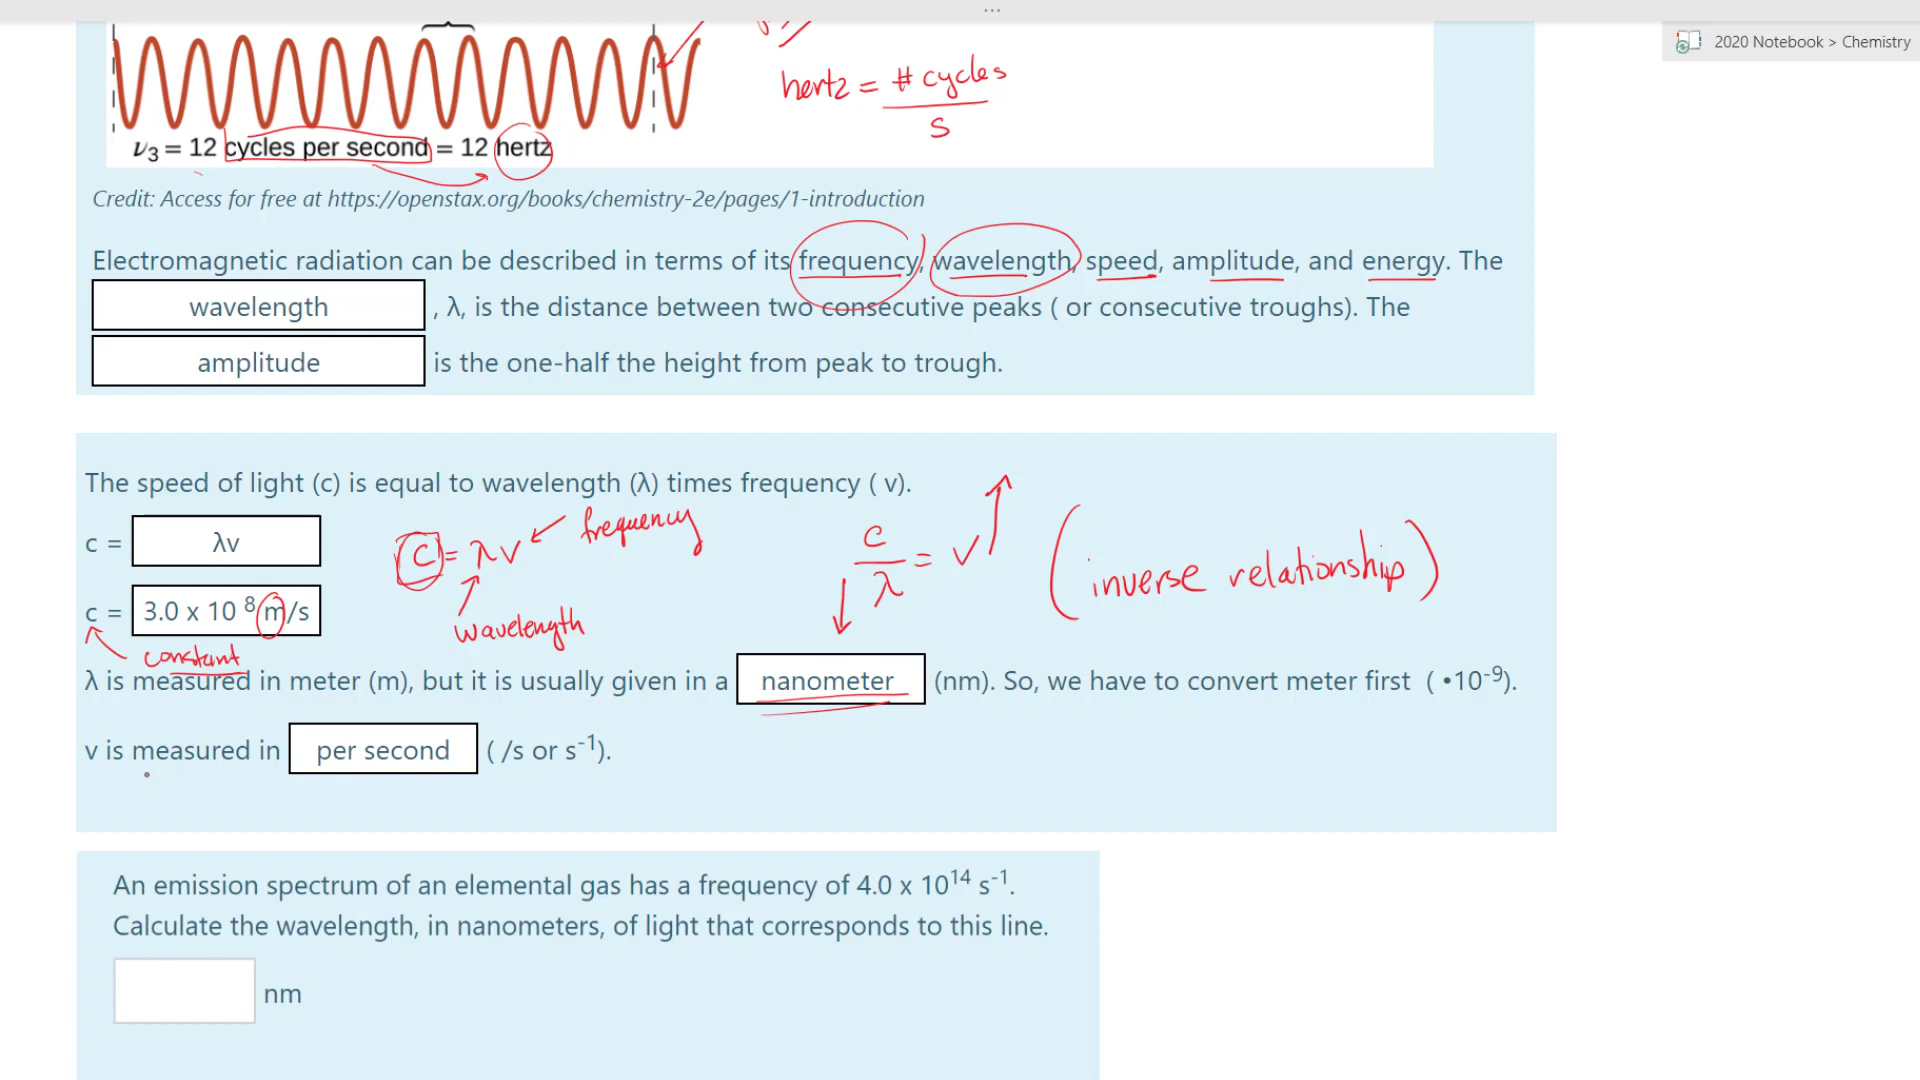 ...
2020 Notebook > Chemistry
hertz = # cycles
s
ν3 = 12 cycles per second = 12 hertz
Credit: Access for free at https://openstax.org/books/chemistry-2e/pages/1-introduction
Electromagnetic radiation can be described in terms of its frequency, wavelength, speed, amplitude, and energy. The
wavelength , λ, is the distance between two consecutive peaks ( or consecutive troughs). The
amplitude is the one-half the height from peak to trough.
The speed of light (c) is equal to wavelength (λ) times frequency ( v).
c = λv
c = λv
frequency
wavelength
c/λ = v
(inverse relationship)
c = 3.0 x 10⁸ m/s
constant
λ is measured in meter (m), but it is usually given in a nanometer (nm). So, we have to convert meter first ( •10⁻⁹).
v is measured in per second ( /s or s⁻¹).
An emission spectrum of an elemental gas has a frequency of 4.0 x 10¹⁴ s⁻¹.
Calculate the wavelength, in nanometers, of light that corresponds to this line.
nm